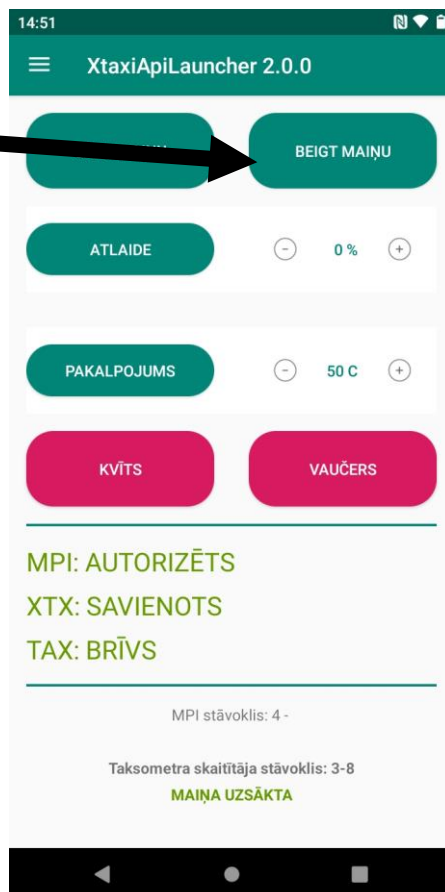 14:51
XtaxiApiLauncher 2.0.0
BEIGT MAIŅU
ATLAIDE
0 %
PAKALPOJUMS
50 C
KVĪTS
VAUČERS
MPI: AUTORIZĒTS
XTX: SAVIENOTS
TAX: BRĪVS
MPI stāvoklis: 4 -
Taksometra skaitītāja stāvoklis: 3-8
MAIŅA UZSĀKTA